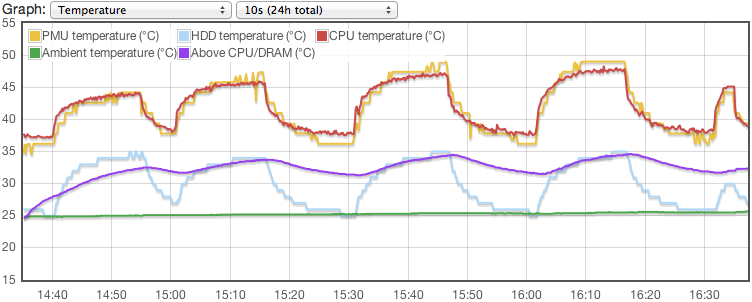 Graph: Temperature 10s (24h total)
55
PMU temperature (°C) HDD temperature (°C) CPU temperature (°C)
50
Ambient temperature (°C) Above CPU/DRAM (°C)
45
40
35
30
25
20
15
14:40 14:50 15:00 15:10 15:20 15:30 15:40 15:50 16:00 16:10 16:20 16:30